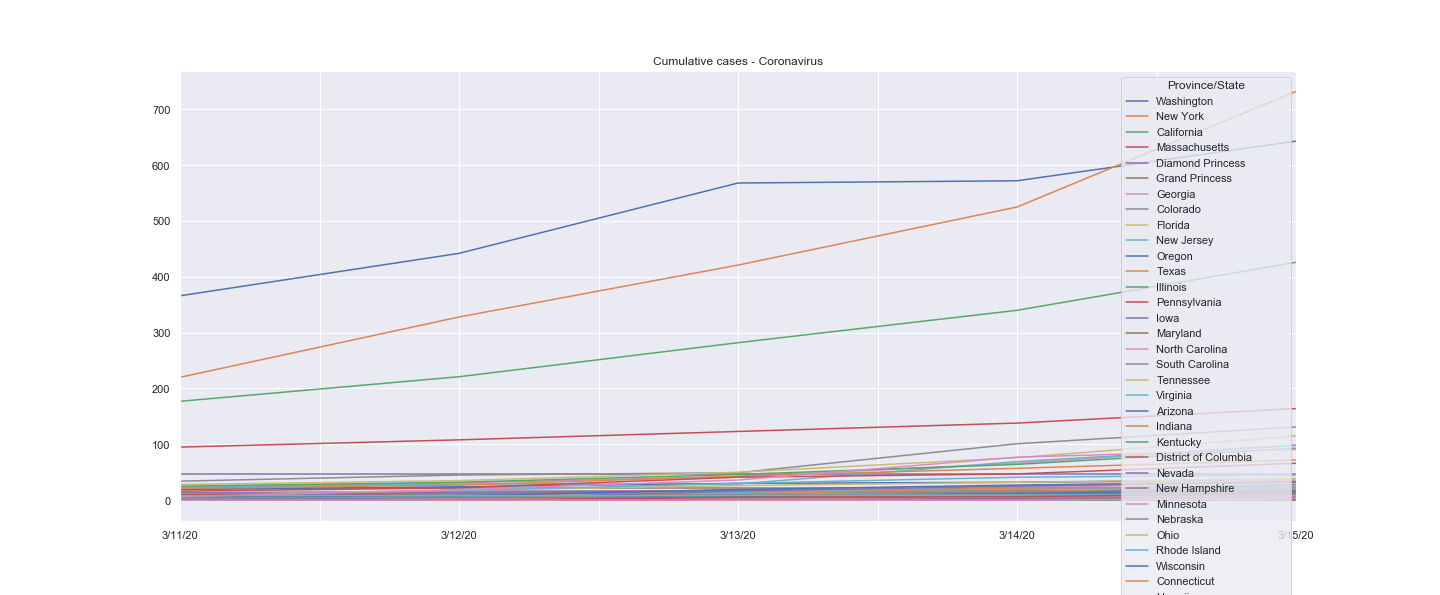 Cumulative cases - Coronavirus
700
600
500
400
300
200
100
0
3/11/20
3/12/20
3/13/20
3/14/20
3/15/20
Province/State
Washington
New York
California
Massachusetts
Diamond Princess
Grand Princess
Georgia
Colorado
Florida
New Jersey
Oregon
Texas
Illinois
Pennsylvania
Iowa
Maryland
North Carolina
South Carolina
Tennessee
Virginia
Arizona
Indiana
Kentucky
District of Columbia
Nevada
New Hampshire
Minnesota
Nebraska
Ohio
Rhode Island
Wisconsin
Connecticut